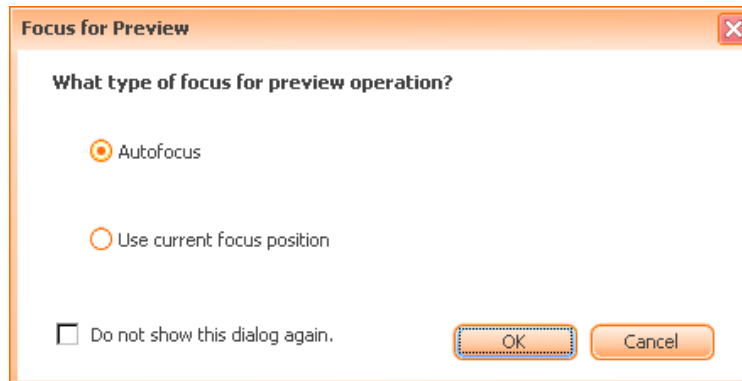 Focus for Preview
What type of focus for preview operation?
Autofocus
Use current focus position
Do not show this dialog again.
OK
Cancel